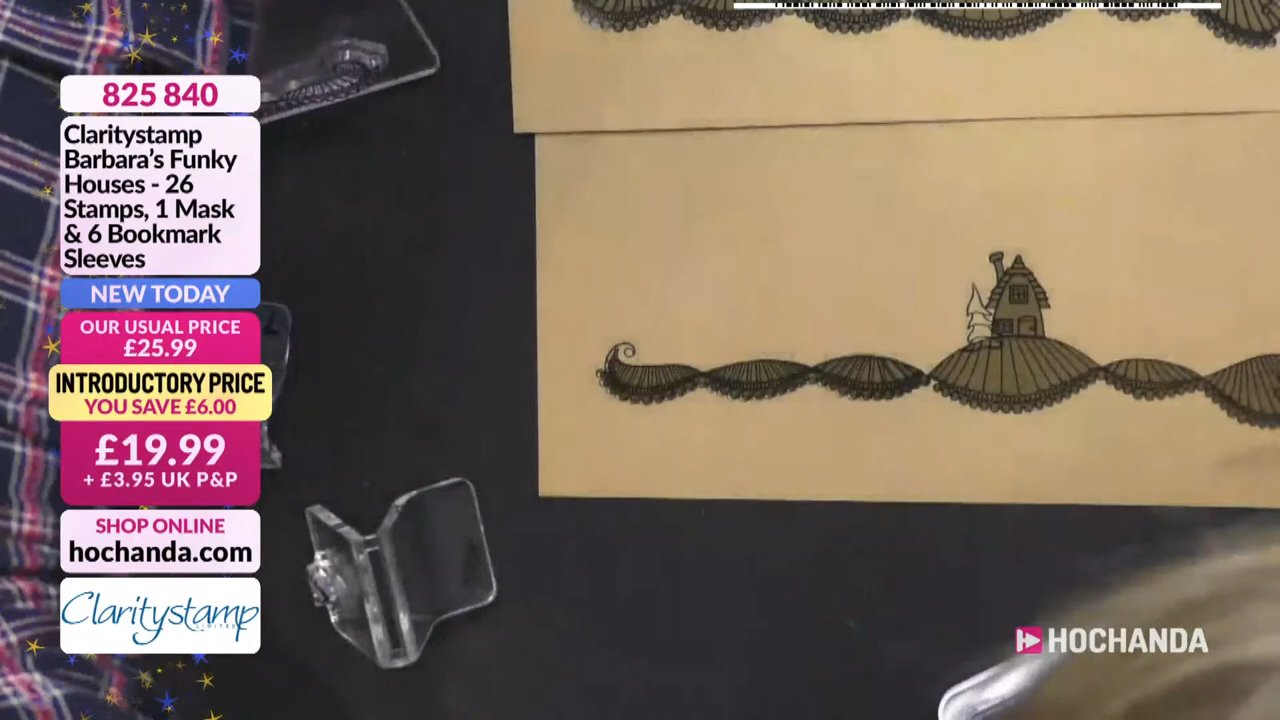 825 840
Claritystamp
Barbara's Funky
Houses - 26
Stamps, 1 Mask
& 6 Bookmark
Sleeves
NEW TODAY
OUR USUAL PRICE
£25.99
INTRODUCTORY PRICE
YOU SAVE £6.00
£19.99
+ £3.95 UK P&P
SHOP ONLINE
hochanda.com
Claritystamp
LIMITED
HOCHANDA